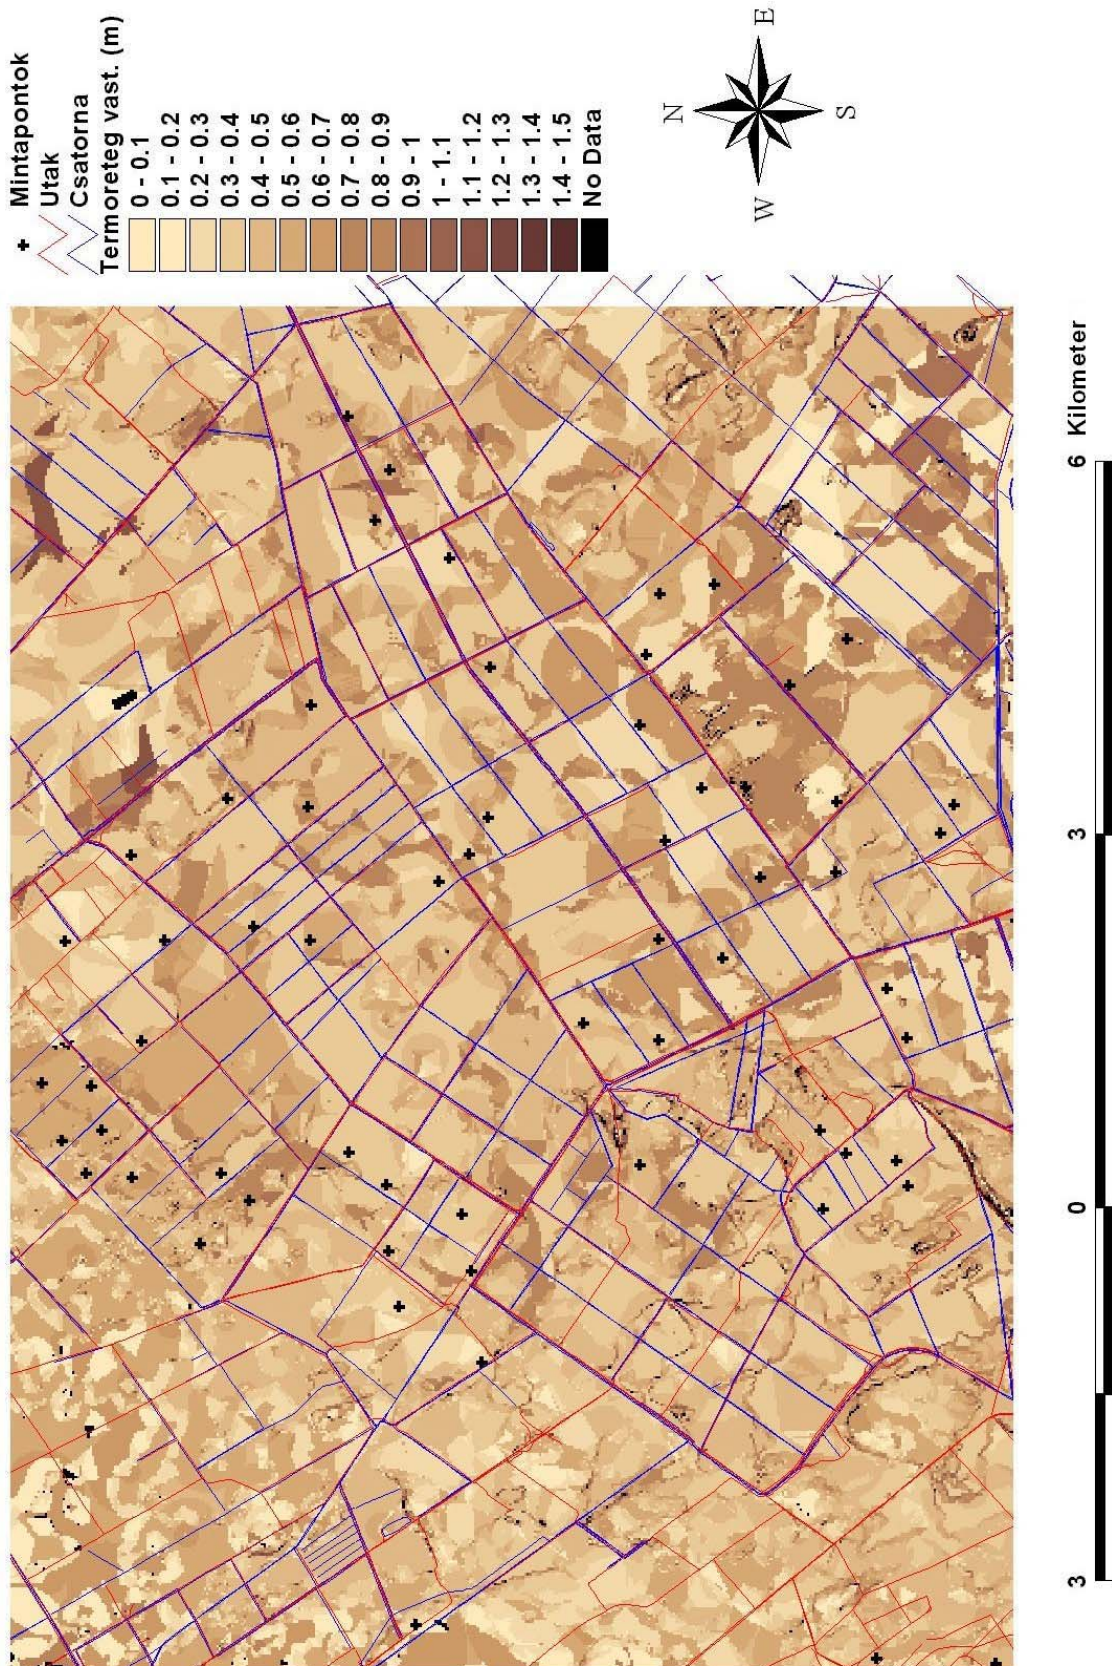 Mintapontok
Utak
Csatorna
Termoreteg vast. (m)
0 - 0.1
0.1 - 0.2
0.2 - 0.3
0.3 - 0.4
0.4 - 0.5
0.5 - 0.6
0.6 - 0.7
0.7 - 0.8
0.8 - 0.9
0.9 - 1
1 - 1.1
1.1 - 1.2
1.2 - 1.3
1.3 - 1.4
1.4 - 1.5
No Data
N
W
E
S
3
0
3
6 Kilometer